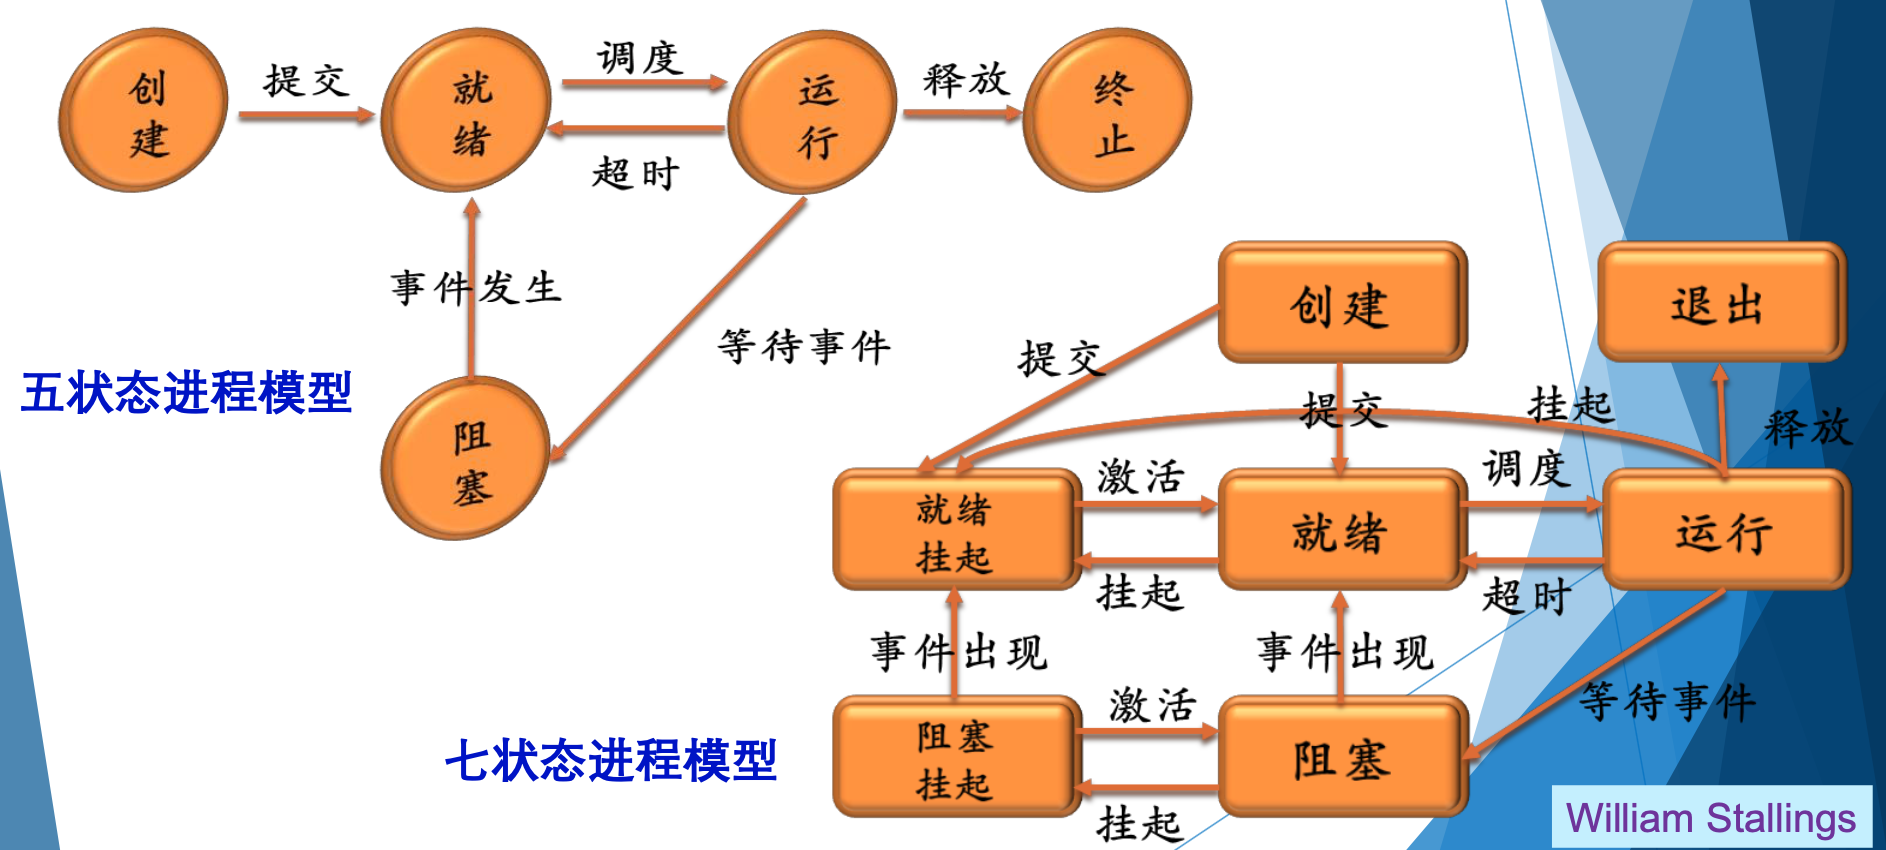 创
建
提交
就
绪
调度
超时
运
行
释放
终
止
事件发生
等待事件
阻
塞
五状态进程模型
创建
退出
提交
提交
挂起
释放
就绪
挂起
激活
挂起
就绪
调度
超时
运行
事件出现
事件出现
等待事件
阻塞
挂起
激活
挂起
阻塞
七状态进程模型
William Stallings